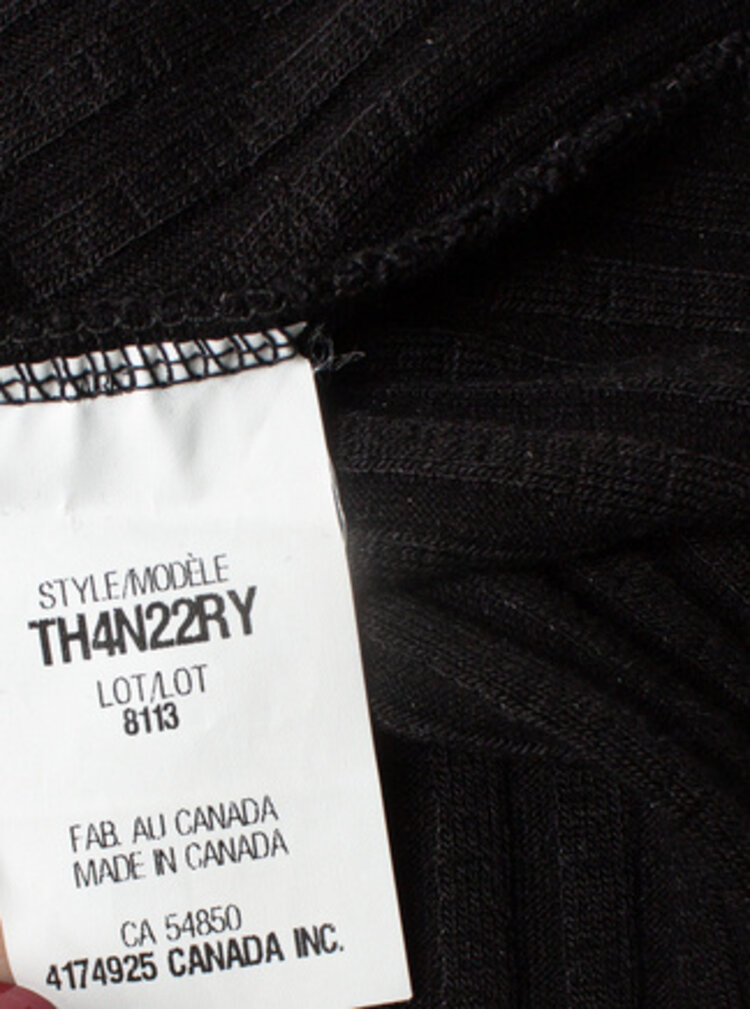 STYLE/MODÈLE
TH4N22RY
LOT/LOT
8113
FAB. AU CANADA
MADE IN CANADA
CA 54850
4174925 CANADA INC.